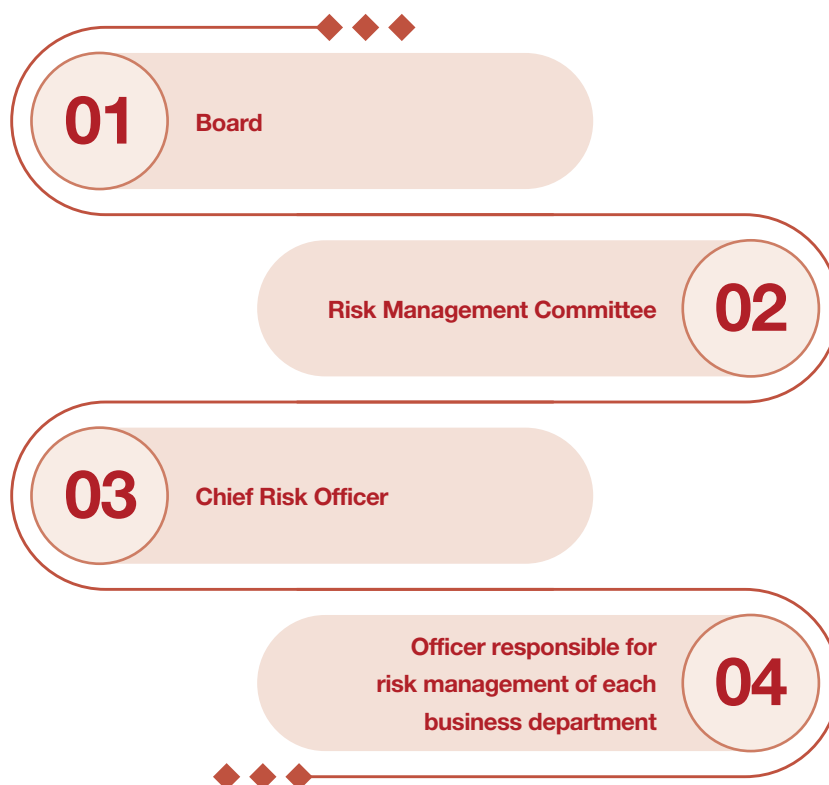 01
Board
Risk Management Committee
02
03
Chief Risk Officer
Officer responsible for
risk management of each
business department
04